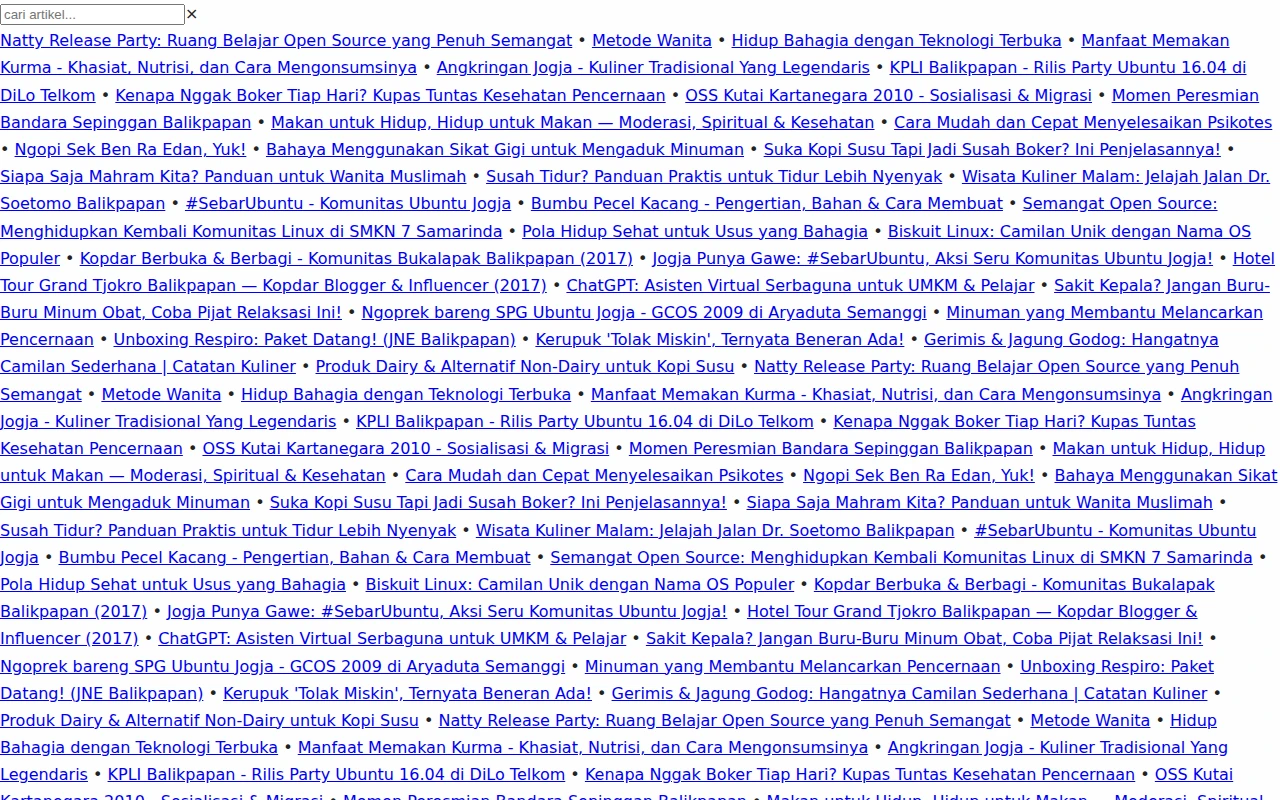 cari artikel... ×
Natty Release Party: Ruang Belajar Open Source yang Penuh Semangat • Metode Wanita • Hidup Bahagia dengan Teknologi Terbuka • Manfaat Memakan
Kurma - Khasiat, Nutrisi, dan Cara Mengonsumsinya • Angkringan Jogja - Kuliner Tradisional Yang Legendaris • KPLI Balikpapan - Rilis Party Ubuntu 16.04 di
DiLo Telkom • Kenapa Nggak Boker Tiap Hari? Kupas Tuntas Kesehatan Pencernaan • OSS Kutai Kartanegara 2010 - Sosialisasi & Migrasi • Momen Peresmian
Bandara Sepinggan Balikpapan • Makan untuk Hidup, Hidup untuk Makan — Moderasi, Spiritual & Kesehatan • Cara Mudah dan Cepat Menyelesaikan Psikotes
• Ngopi Sek Ben Ra Edan, Yuk! • Bahaya Menggunakan Sikat Gigi untuk Mengaduk Minuman • Suka Kopi Susu Tapi Jadi Susah Boker? Ini Penjelasannya! •
Siapa Saja Mahram Kita? Panduan untuk Wanita Muslimah • Susah Tidur? Panduan Praktis untuk Tidur Lebih Nyenyak • Wisata Kuliner Malam: Jelajah Jalan Dr.
Soetomo Balikpapan • #SebarUbuntu - Komunitas Ubuntu Jogja • Bumbu Pecel Kacang - Pengertian, Bahan & Cara Membuat • Semangat Open Source:
Menghidupkan Kembali Komunitas Linux di SMKN 7 Samarinda • Pola Hidup Sehat untuk Usus yang Bahagia • Biskuit Linux: Camilan Unik dengan Nama OS
Populer • Kopdar Berbuka & Berbagi - Komunitas Bukalapak Balikpapan (2017) • Jogja Punya Gawe: #SebarUbuntu, Aksi Seru Komunitas Ubuntu Jogja! • Hotel
Tour Grand Tjokro Balikpapan — Kopdar Blogger & Influencer (2017) • ChatGPT: Asisten Virtual Serbaguna untuk UMKM & Pelajar • Sakit Kepala? Jangan Buru-
Buru Minum Obat, Coba Pijat Relaksasi Ini! • Ngoprek bareng SPG Ubuntu Jogja - GCOS 2009 di Aryaduta Semanggi • Minuman yang Membantu Melancarkan
Pencernaan • Unboxing Respiro: Paket Datang! (JNE Balikpapan) • Kerupuk 'Tolak Miskin', Ternyata Beneran Ada! • Gerimis & Jagung Godog: Hangatnya
Camilan Sederhana | Catatan Kuliner • Produk Dairy & Alternatif Non-Dairy untuk Kopi Susu • Natty Release Party: Ruang Belajar Open Source yang Penuh
Semangat • Metode Wanita • Hidup Bahagia dengan Teknologi Terbuka • Manfaat Memakan Kurma - Khasiat, Nutrisi, dan Cara Mengonsumsinya • Angkringan
Jogja - Kuliner Tradisional Yang Legendaris • KPLI Balikpapan - Rilis Party Ubuntu 16.04 di DiLo Telkom • Kenapa Nggak Boker Tiap Hari? Kupas Tuntas
Kesehatan Pencernaan • OSS Kutai Kartanegara 2010 - Sosialisasi & Migrasi • Momen Peresmian Bandara Sepinggan Balikpapan • Makan untuk Hidup, Hidup
untuk Makan — Moderasi, Spiritual & Kesehatan • Cara Mudah dan Cepat Menyelesaikan Psikotes • Ngopi Sek Ben Ra Edan, Yuk! • Bahaya Menggunakan Sikat
Gigi untuk Mengaduk Minuman • Suka Kopi Susu Tapi Jadi Susah Boker? Ini Penjelasannya! • Siapa Saja Mahram Kita? Panduan untuk Wanita Muslimah •
Susah Tidur? Panduan Praktis untuk Tidur Lebih Nyenyak • Wisata Kuliner Malam: Jelajah Jalan Dr. Soetomo Balikpapan • #SebarUbuntu - Komunitas Ubuntu
Jogja • Bumbu Pecel Kacang - Pengertian, Bahan & Cara Membuat • Semangat Open Source: Menghidupkan Kembali Komunitas Linux di SMKN 7 Samarinda •
Pola Hidup Sehat untuk Usus yang Bahagia • Biskuit Linux: Camilan Unik dengan Nama OS Populer • Kopdar Berbuka & Berbagi - Komunitas Bukalapak
Balikpapan (2017) • Jogja Punya Gawe: #SebarUbuntu, Aksi Seru Komunitas Ubuntu Jogja! • Hotel Tour Grand Tjokro Balikpapan — Kopdar Blogger &
Influencer (2017) • ChatGPT: Asisten Virtual Serbaguna untuk UMKM & Pelajar • Sakit Kepala? Jangan Buru-Buru Minum Obat, Coba Pijat Relaksasi Ini! •
Ngoprek bareng SPG Ubuntu Jogja - GCOS 2009 di Aryaduta Semanggi • Minuman yang Membantu Melancarkan Pencernaan • Unboxing Respiro: Paket
Datang! (JNE Balikpapan) • Kerupuk 'Tolak Miskin', Ternyata Beneran Ada! • Gerimis & Jagung Godog: Hangatnya Camilan Sederhana | Catatan Kuliner •
Produk Dairy & Alternatif Non-Dairy untuk Kopi Susu • Natty Release Party: Ruang Belajar Open Source yang Penuh Semangat • Metode Wanita • Hidup
Bahagia dengan Teknologi Terbuka • Manfaat Memakan Kurma - Khasiat, Nutrisi, dan Cara Mengonsumsinya • Angkringan Jogja - Kuliner Tradisional Yang
Legendaris • KPLI Balikpapan - Rilis Party Ubuntu 16.04 di DiLo Telkom • Kenapa Nggak Boker Tiap Hari? Kupas Tuntas Kesehatan Pencernaan • OSS Kutai
Kartanegara 2010 - Sosialisasi & Migrasi • Momen Peresmian Bandara Sepinggan Balikpapan • Makan untuk Hidup, Hidup untuk Makan — Moderasi, Spiritual